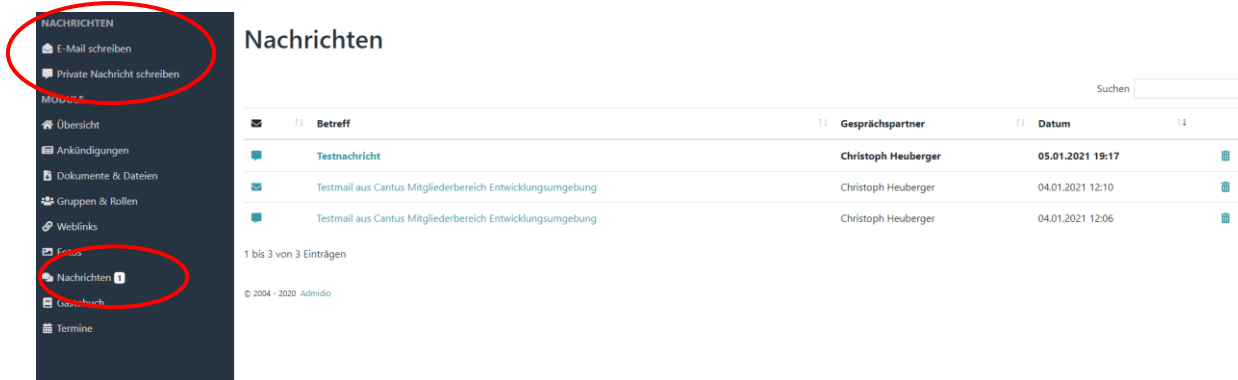 NACHRICHTEN
E-Mail schreiben
Private Nachricht schreiben
MODULE
Übersicht
Ankündigungen
Dokumente & Dateien
Gruppen & Rollen
Weblinks
Fotos
Nachrichten 1
Gästebuch
Termine
Nachrichten
Suchen
Betreff Gesprächspartner Datum
Testnachricht Christoph Heuberger 05.01.2021 19:17
Testmail aus Cantus Mitgliederbereich Entwicklungsumgebung Christoph Heuberger 04.01.2021 12:10
Testmail aus Cantus Mitgliederbereich Entwicklungsumgebung Christoph Heuberger 04.01.2021 12:06
1 bis 3 von 3 Einträgen
© 2004 - 2020 Admidio